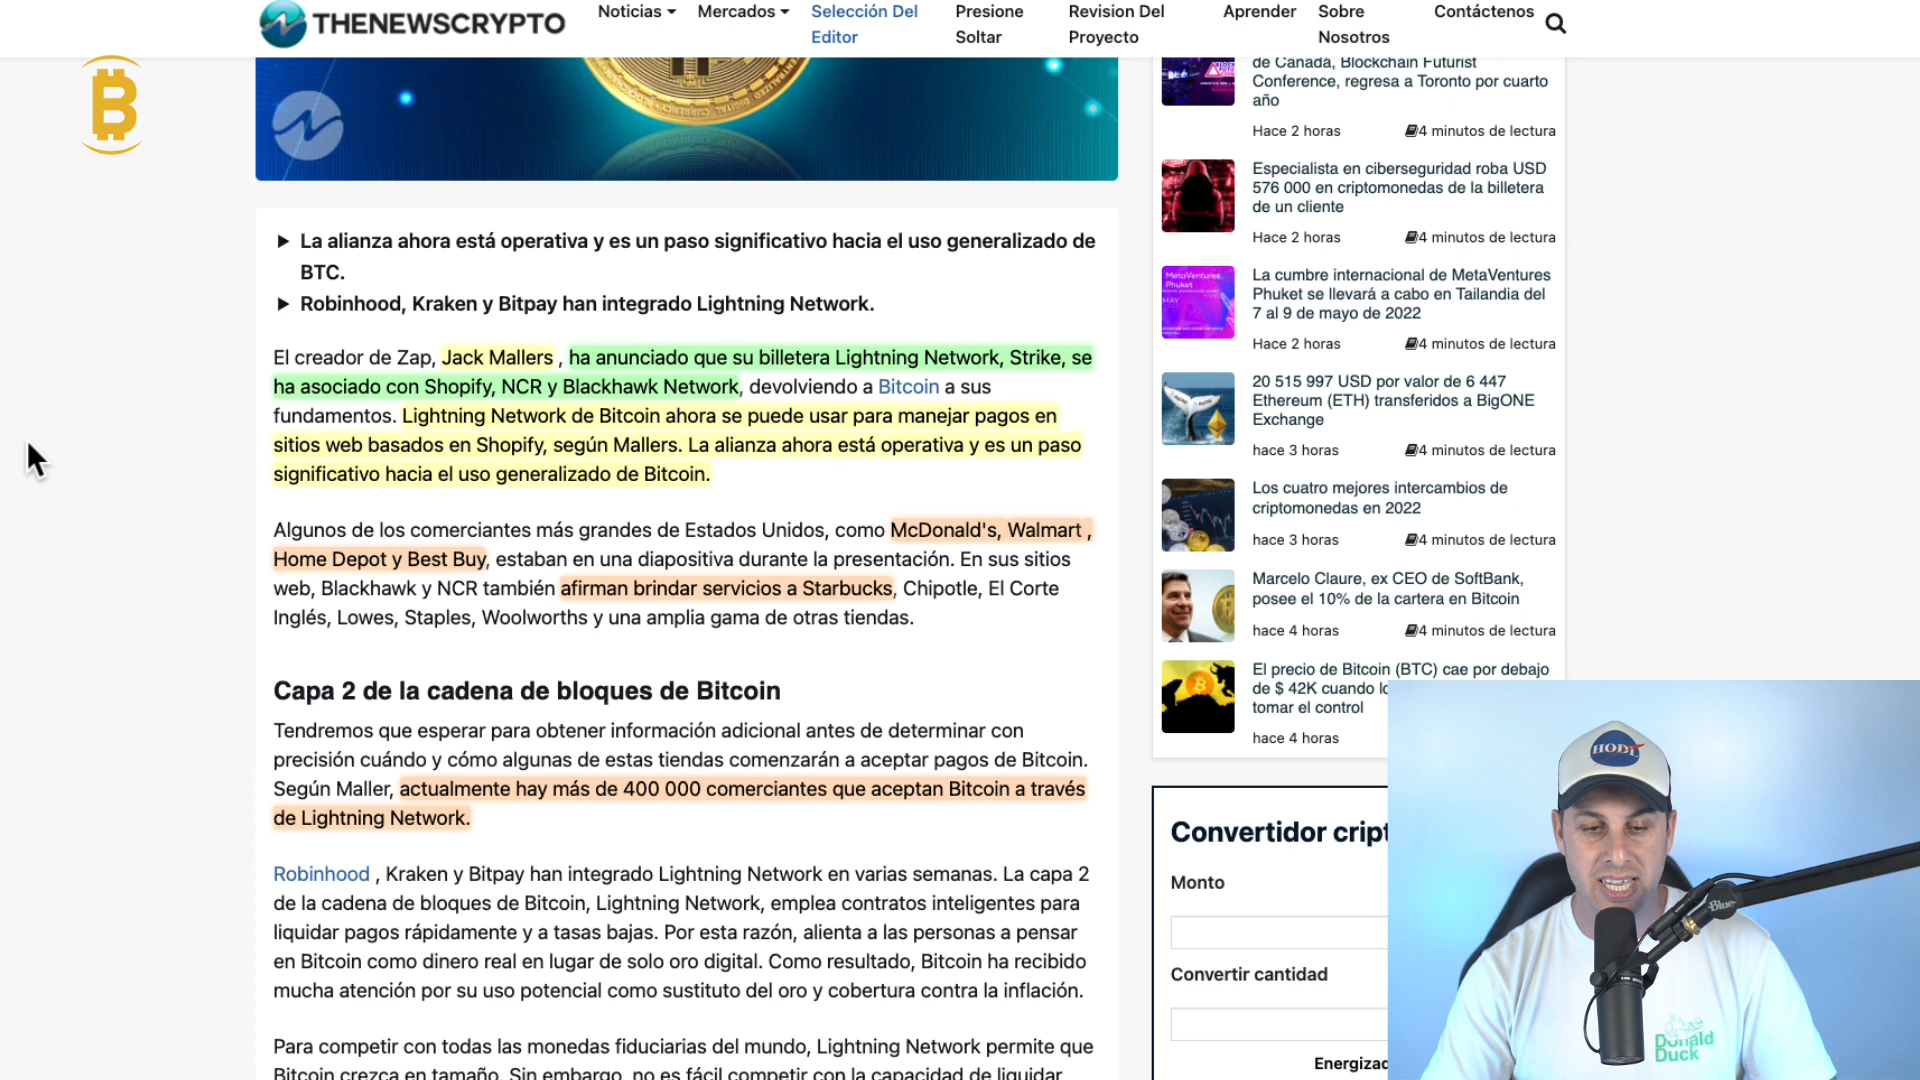 THENEWSCRYPTO
Noticias
Mercados
Selección Del
Editor
Presione
Soltar
Revision Del
Proyecto
Aprender
Sobre
Nosotros
Contáctenos
La alianza ahora está operativa y es un paso significativo hacia el uso generalizado de
BTC.
Robinhood, Kraken y Bitpay han integrado Lightning Network.
El creador de Zap, Jack Mallers , ha anunciado que su billetera Lightning Network, Strike, se
ha asociado con Shopify, NCR y Blackhawk Network, devolviendo a Bitcoin a sus
fundamentos. Lightning Network de Bitcoin ahora se puede usar para manejar pagos en
sitios web basados en Shopify, según Mallers. La alianza ahora está operativa y es un paso
significativo hacia el uso generalizado de Bitcoin.
Algunos de los comerciantes más grandes de Estados Unidos, como McDonald's, Walmart ,
Home Depot y Best Buy, estaban en una diapositiva durante la presentación. En sus sitios
web, Blackhawk y NCR también afirman brindar servicios a Starbucks, Chipotle, El Corte
Inglés, Lowes, Staples, Woolworths y una amplia gama de otras tiendas.
Capa 2 de la cadena de bloques de Bitcoin
Tendremos que esperar para obtener información adicional antes de determinar con
precisión cuándo y cómo algunas de estas tiendas comenzarán a aceptar pagos de Bitcoin.
Según Maller, actualmente hay más de 400 000 comerciantes que aceptan Bitcoin a través
de Lightning Network.
Robinhood , Kraken y Bitpay han integrado Lightning Network en varias semanas. La capa 2
de la cadena de bloques de Bitcoin, Lightning Network, emplea contratos inteligentes para
liquidar pagos rápidamente y a tasas bajas. Por esta razón, alienta a las personas a pensar
en Bitcoin como dinero real en lugar de solo oro digital. Como resultado, Bitcoin ha recibido
mucha atención por su uso potencial como sustituto del oro y cobertura contra la inflación.
Para competir con todas las monedas fiduciarias del mundo, Lightning Network permite que
Bitcoin crezca en tamaño. Sin embargo, no es fácil competir con la capacidad de liquidar
de Canadá, Blockchain Futurist
Conference, regresa a Toronto por cuarto
año
Hace 2 horas 4 minutos de lectura
Especialista en ciberseguridad roba USD
576 000 en criptomonedas de la billetera
de un cliente
Hace 2 horas 4 minutos de lectura
MetaVentures
Phuket
MAY
La cumbre internacional de MetaVentures
Phuket se llevará a cabo en Tailandia del
7 al 9 de mayo de 2022
Hace 2 horas 4 minutos de lectura
20 515 997 USD por valor de 6 447
Ethereum (ETH) transferidos a BigONE
Exchange
hace 3 horas 4 minutos de lectura
Los cuatro mejores intercambios de
criptomonedas en 2022
hace 3 horas 4 minutos de lectura
Marcelo Claure, ex CEO de SoftBank,
posee el 10% de la cartera en Bitcoin
hace 4 horas 4 minutos de lectura
El precio de Bitcoin (BTC) cae por debajo
de $ 42K cuando
tomar el control
hace 4 horas
Convertidor
Monto
Convertir cantidad
HODL
Blue
Donald
Duck